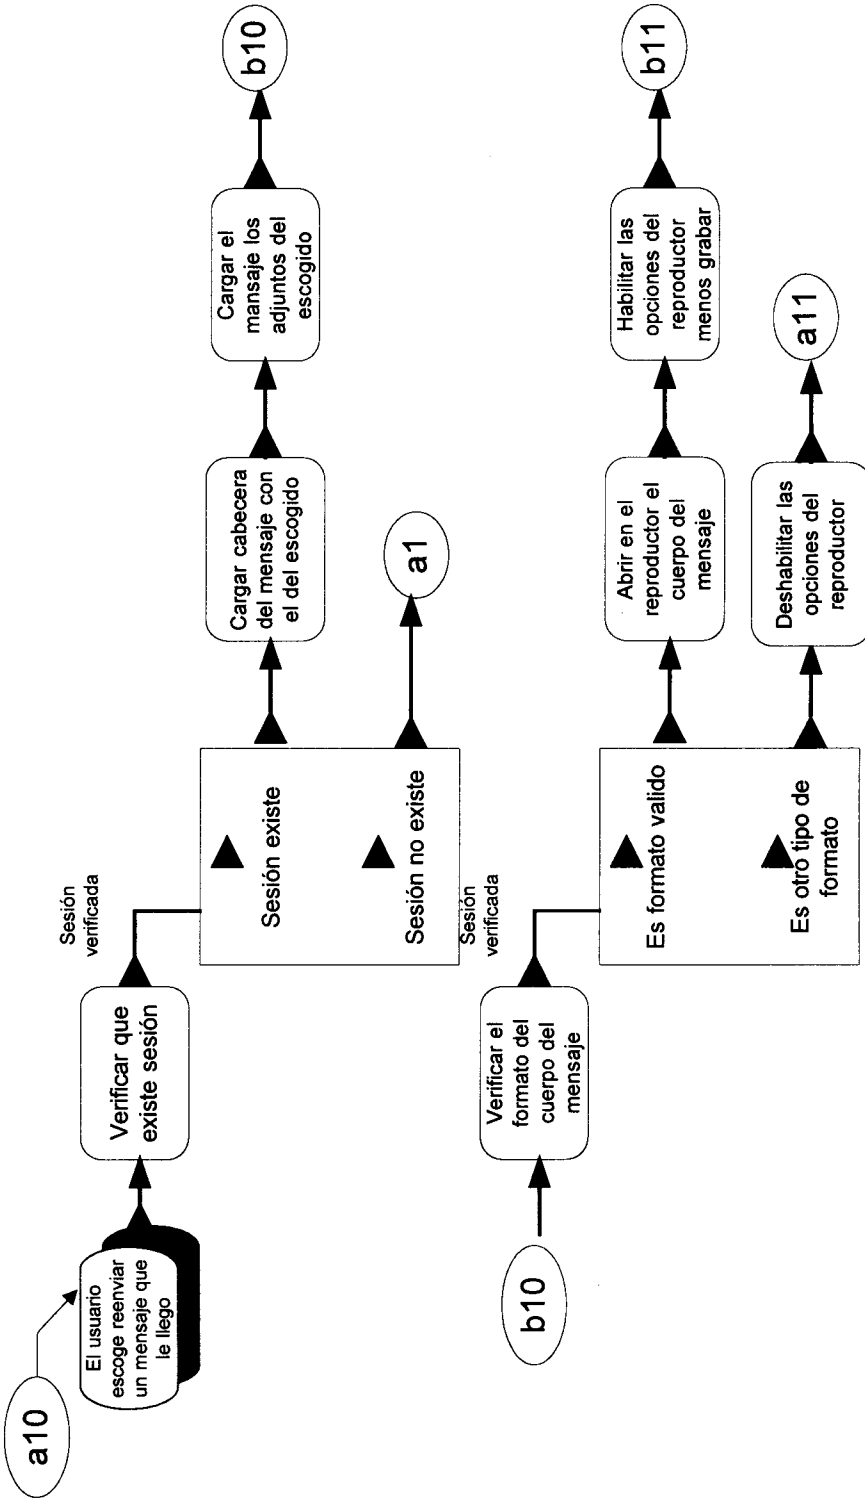 a10
El usuario
escoge reenviar
un mensaje que
le llego
Verificar que
existe sesión
Sesión
verificada
Sesión existe
Sesión no existe
Cargar cabecera
del mensaje con
el del escogido
Cargar el
mansaje los
adjuntos del
escogido
b10
a1
b10
Verificar el
formato del
cuerpo del
mensaje
Sesión
verificada
Es formato valido
Es otro tipo de
formato
Abrir en el
reproductor el
cuerpo del
mensaje
Habilitar las
opciones del
reproductor
menos grabar
b11
Deshabilitar las
opciones del
reproductor
a11